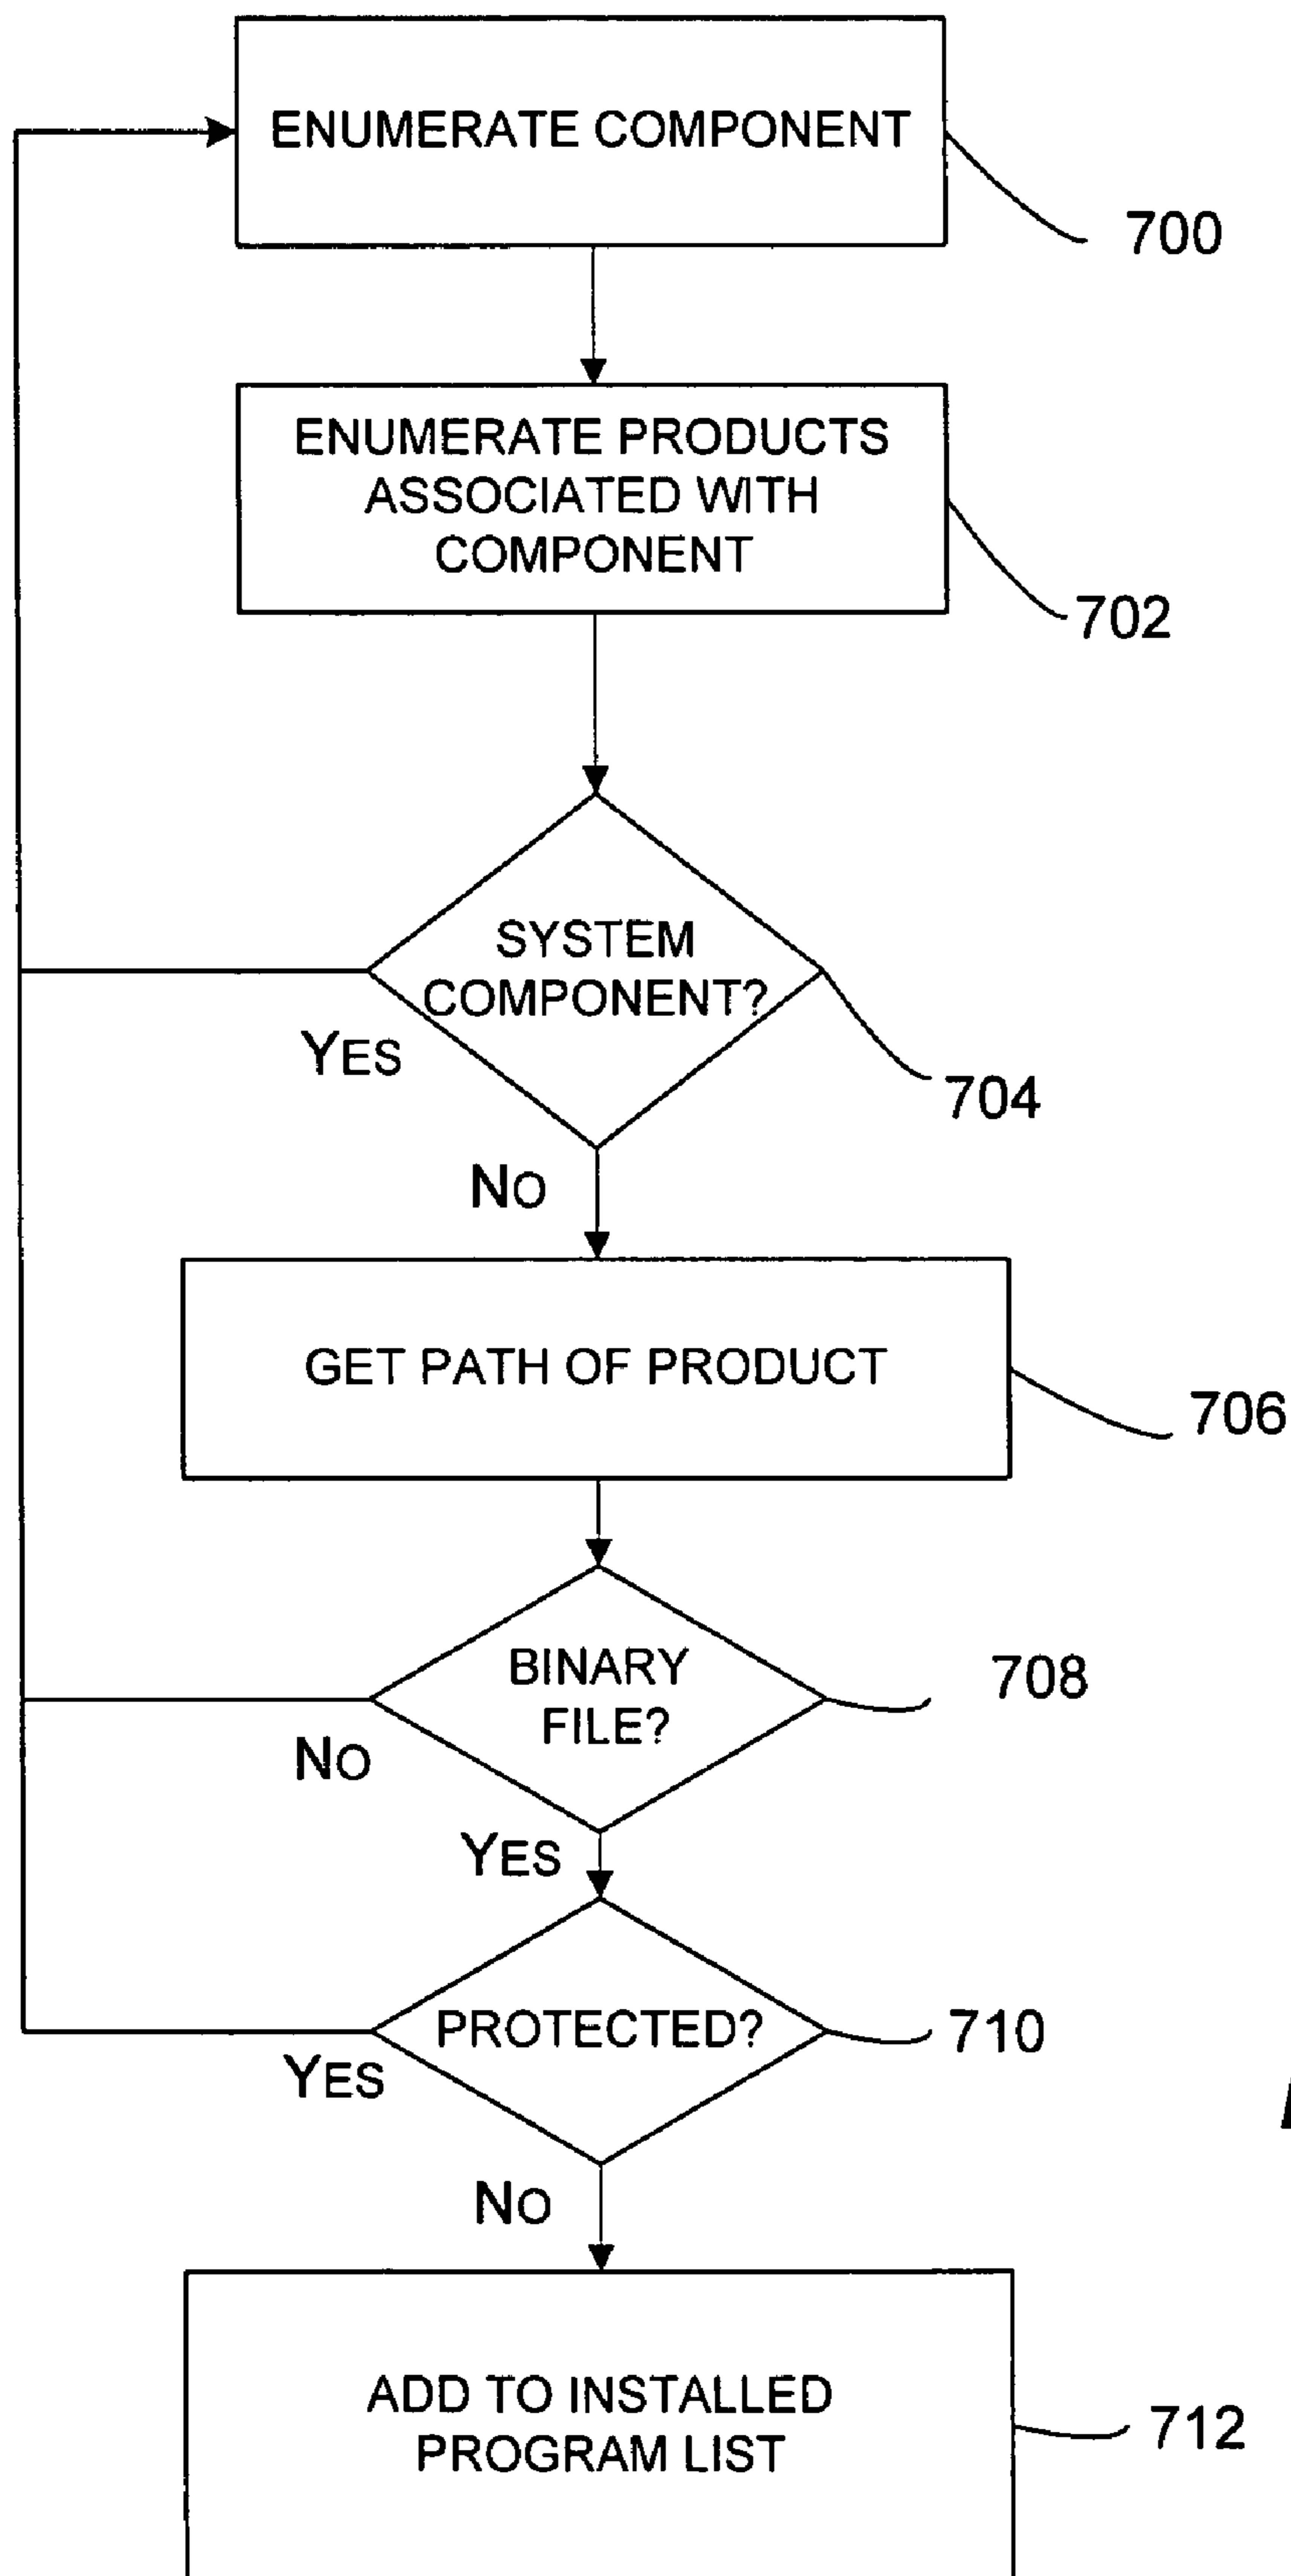 ENUMERATE COMPONENT
700
ENUMERATE PRODUCTS
ASSOCIATED WITH
COMPONENT
702
SYSTEM
COMPONENT?
YES
704
NO
GET PATH OF PRODUCT
706
BINARY
FILE?
708
NO
YES
PROTECTED?
710
YES
NO
ADD TO INSTALLED
PROGRAM LIST
712